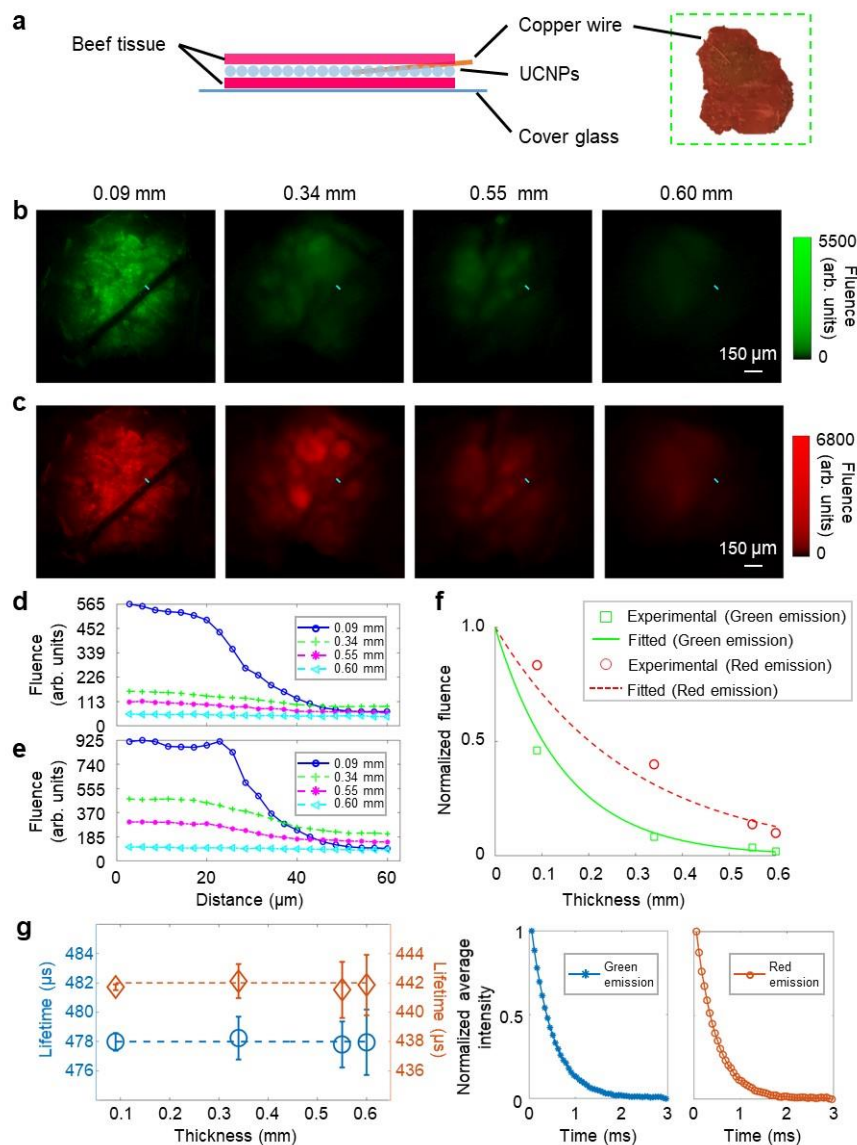 a
Copper wire
Beef tissue
UCNPs
Cover glass
0.09 mm
0.34 mm
0.55 mm
0.60 mm
b
5500
0
Fluence
(arb. units)
150 µm
c
6800
0
Fluence
(arb. units)
150 µm
d
565
452
339
226
113
0
Fluence
(arb. units)
0.09 mm
0.34 mm
0.55 mm
0.60 mm
e
925
740
555
370
185
0
Fluence
(arb. units)
0.09 mm
0.34 mm
0.55 mm
0.60 mm
0 20 40 60
Distance (µm)
f
Experimental (Green emission)
Fitted (Green emission)
Experimental (Red emission)
Fitted (Red emission)
1.0
0.5
0
Normalized fluence
0 0.1 0.2 0.3 0.4 0.5 0.6
Thickness (mm)
g
484
482
480
478
476
Lifetime (µs)
444
442
440
438
436
Lifetime (µs)
0.1 0.2 0.3 0.4 0.5 0.6
Thickness (mm)
Normalized average
intensity
1
0.5
0
Green
emission
0 1 2 3
Time (ms)
1
0.5
0
Red
emission
0 1 2 3
Time (ms)